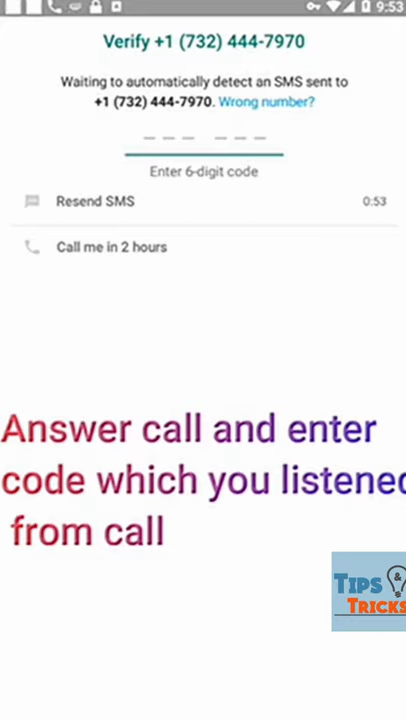 9:53
Verify +1 (732) 444-7970
Waiting to automatically detect an SMS sent to
+1 (732) 444-7970. Wrong number?
Enter 6-digit code
Resend SMS 0:53
Call me in 2 hours
Answer call and enter
code which you listened
from call
TIPS &
TRICKS